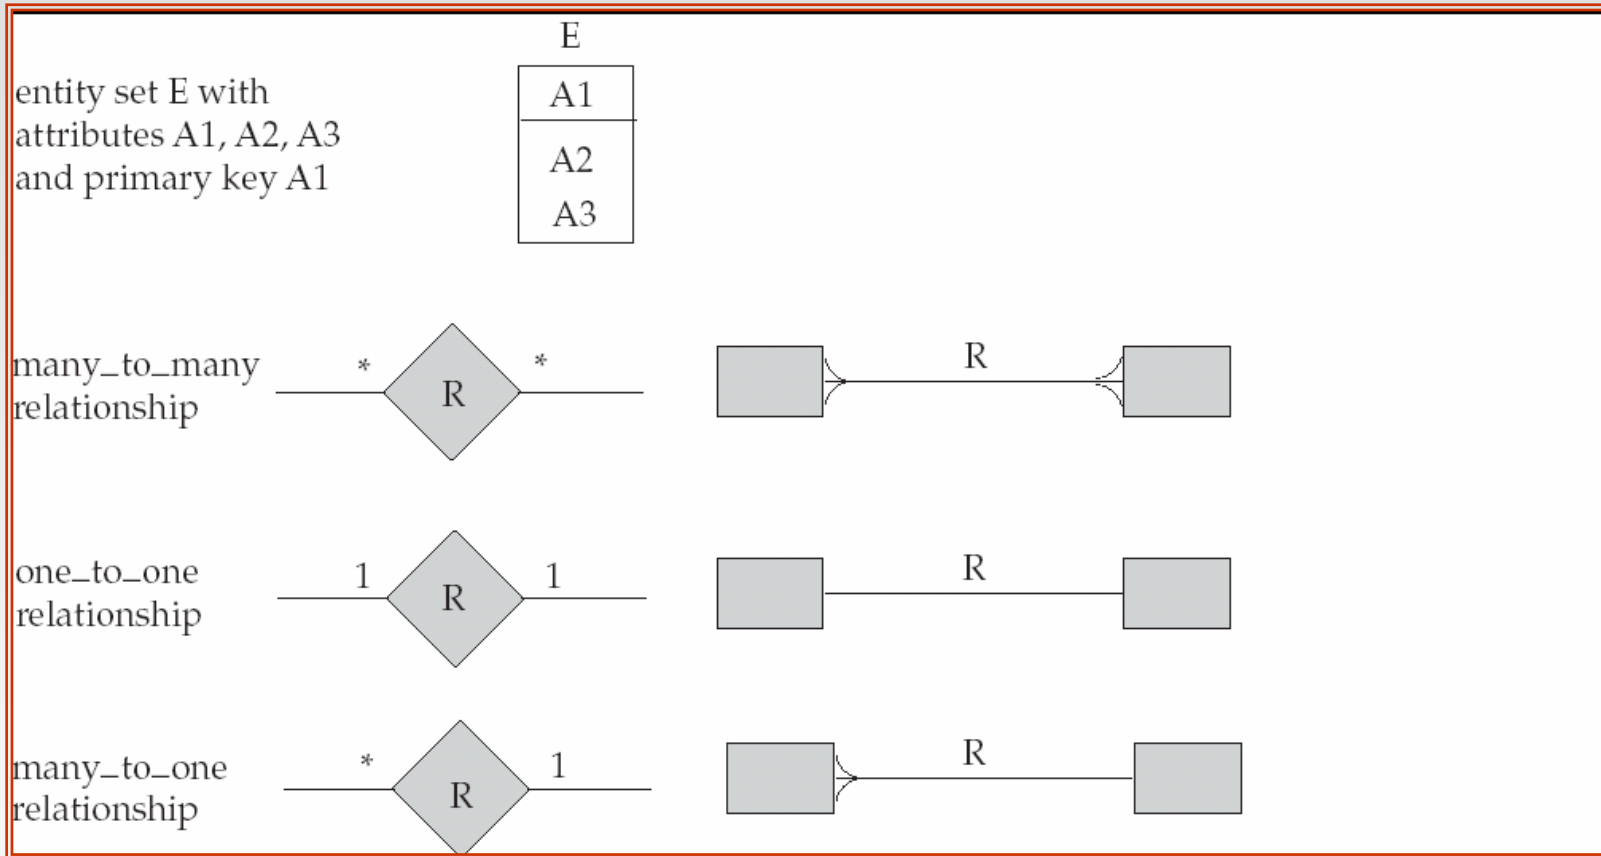 E
entity set E with
attributes A1, A2, A3
and primary key A1
A1
A2
A3
many_to_many
relationship
* R *
R
one_to_one
relationship
1 R 1
R
many_to_one
relationship
* R 1
R